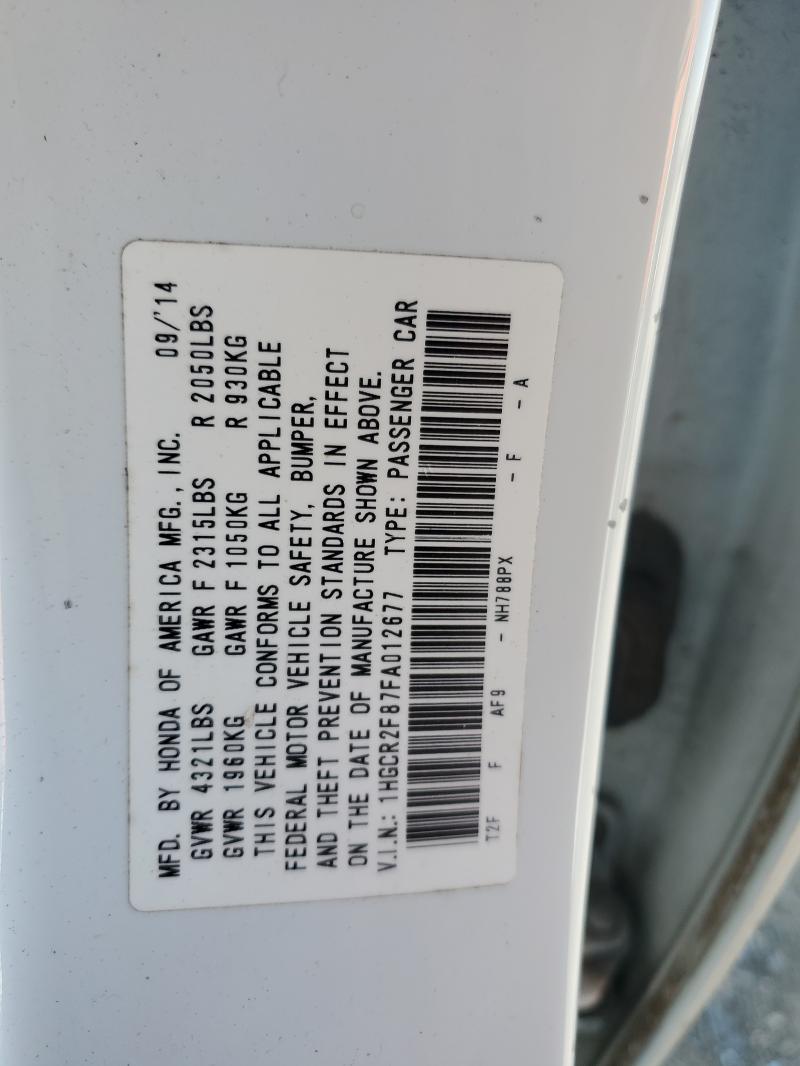 MFD. BY HONDA OF AMERICA MFG., INC. 09/'14
GVWR 4321LBS GAWR F 2315LBS R 2050LBS
GVWR 1960KG GAWR F 1050KG R 930KG
THIS VEHICLE CONFORMS TO ALL APPLICABLE
FEDERAL MOTOR VEHICLE SAFETY, BUMPER,
AND THEFT PREVENTION STANDARDS IN EFFECT
ON THE DATE OF MANUFACTURE SHOWN ABOVE.
V.I.N.: 1HGCR2F87FA012677 TYPE: PASSENGER CAR
T2F F AF9 - NH788PX - F - A